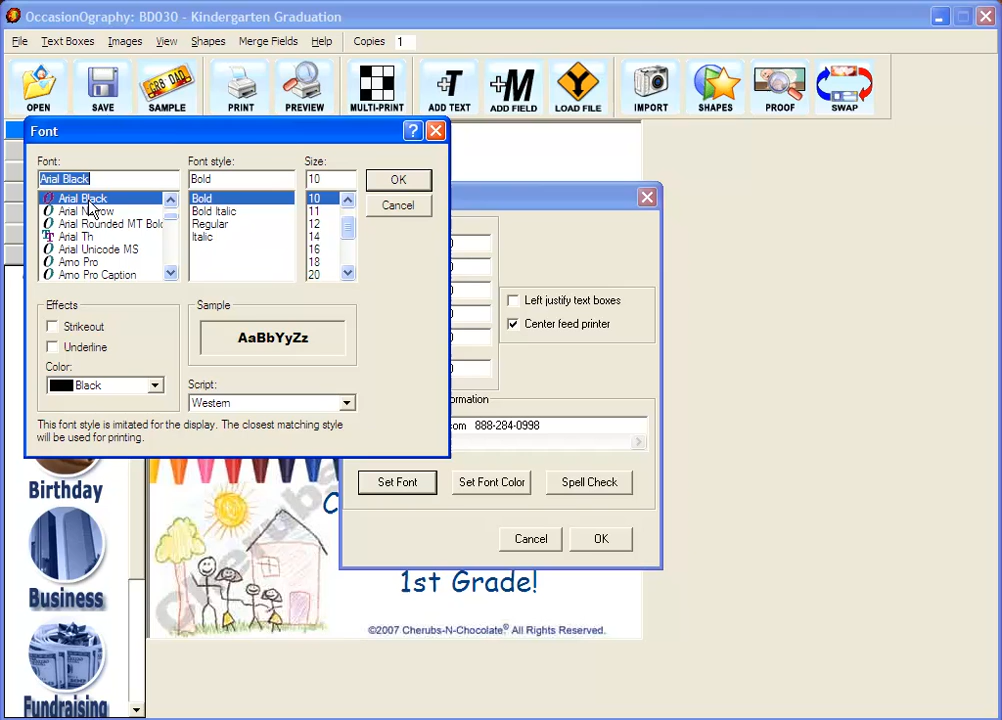 OccasionOgraphy: BD030 - Kindergarten Graduation
File Text Boxes Images View Shapes Merge Fields Help Copies 1
OPEN SAVE SAMPLE PRINT PREVIEW MULTI-PRINT ADD TEXT ADD FIELD LOAD FILE IMPORT SHAPES PROOF SWAP
GR8 DAD
T
M
Y
Font
Font: Font style: Size:
Arial Black Bold 10 OK
Arial Black Bold 10
Arial Narrow Bold Italic 11 Cancel
Arial Rounded MT Bold Regular 12
Arial Th Italic 14
Arial Unicode MS 16
Arno Pro 18
Arno Pro Caption 20
Effects Sample
Strikeout
Underline
AaBbYyZz
Color:
Black
Script:
Western
This font style is imitated for the display. The closest matching style
will be used for printing.
Left justify text boxes
Center feed printer
888-284-0998
Set Font Set Font Color Spell Check
Cancel OK
Birthday
Business
Fundraising
1st Grade!
©2007 Cherubs-N-Chocolate.® All Rights Reserved.